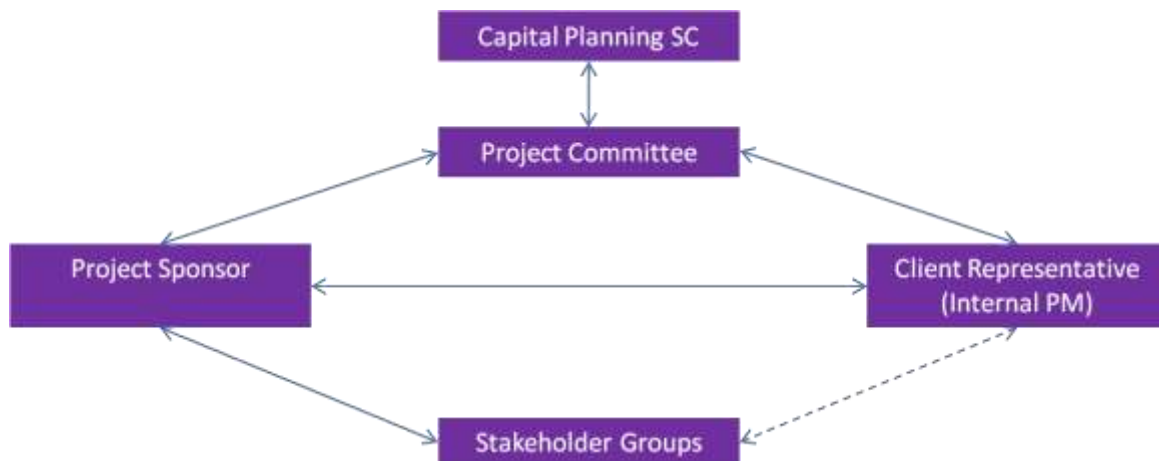 Capital Planning SC
Project Committee
Project Sponsor
Client Representative
(Internal PM)
Stakeholder Groups